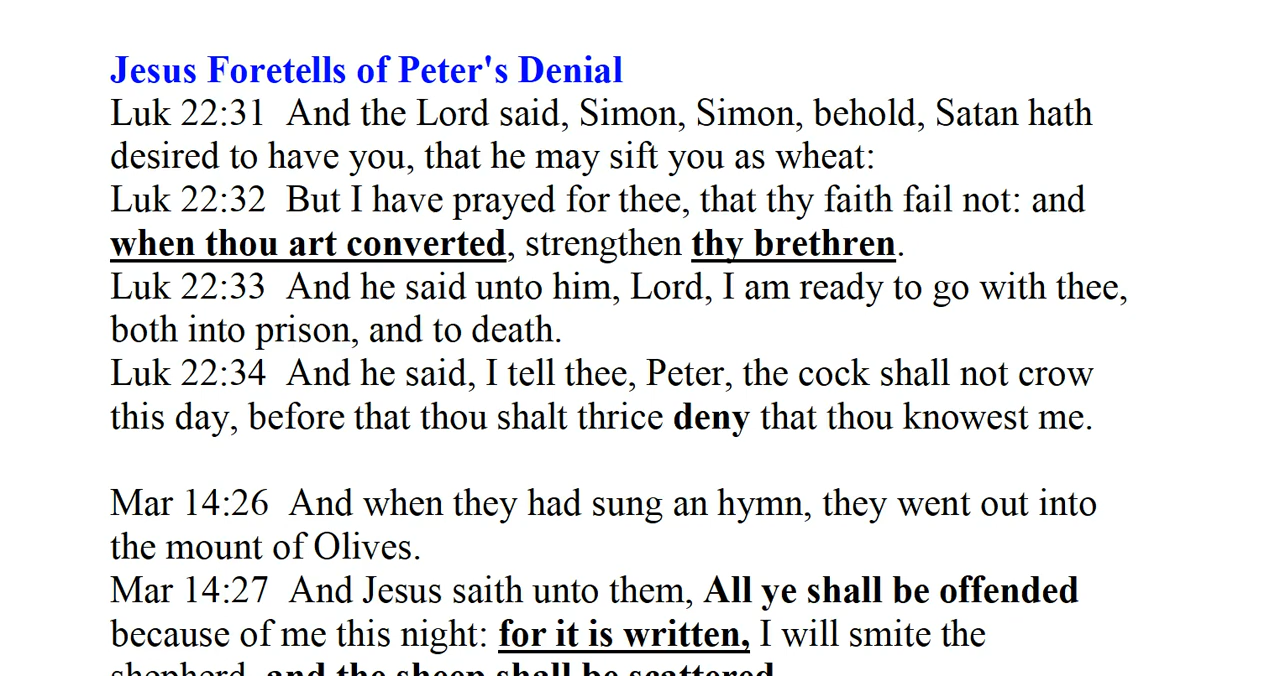 Jesus Foretells of Peter's Denial
Luk 22:31  And the Lord said, Simon, Simon, behold, Satan hath
desired to have you, that he may sift you as wheat:
Luk 22:32  But I have prayed for thee, that thy faith fail not: and
when thou art converted, strengthen thy brethren.
Luk 22:33  And he said unto him, Lord, I am ready to go with thee,
both into prison, and to death.
Luk 22:34  And he said, I tell thee, Peter, the cock shall not crow
this day, before that thou shalt thrice deny that thou knowest me.
Mar 14:26  And when they had sung an hymn, they went out into
the mount of Olives.
Mar 14:27  And Jesus saith unto them, All ye shall be offended
because of me this night: for it is written, I will smite the
shepherd, and the sheep shall be scattered.